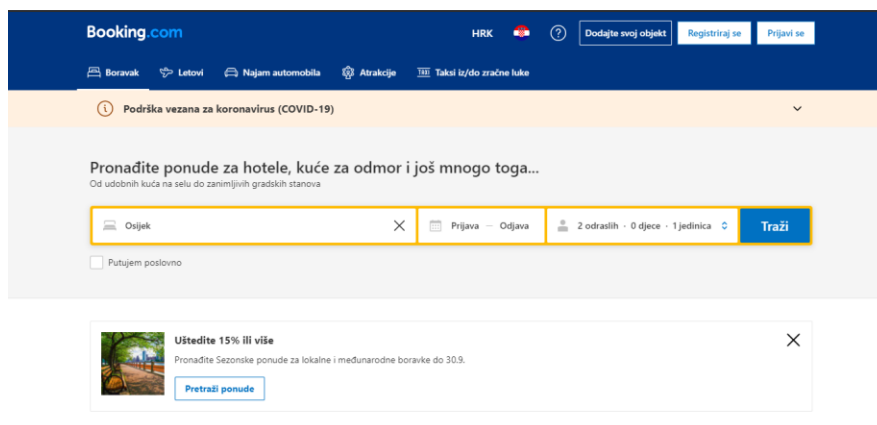 Booking.com
HRK
Dodajte svoj objekt
Registriraj se
Prijavi se
Boravak
Letovi
Najam automobila
Atrakcije
Taksi iz/do zračne luke
Podrška vezana za koronavirus (COVID-19)
Pronađite ponude za hotele, kuće za odmor i još mnogo toga...
Od udobnih kuća na selu do zanimljivih gradskih stanova
Osijek
Prijava — Odjava
2 odraslih · 0 djece · 1 jedinica
Traži
Putujem poslovno
Uštedite 15% ili više
Pronađite Sezonske ponude za lokalne i međunarodne boravke do 30.9.
Pretraži ponude